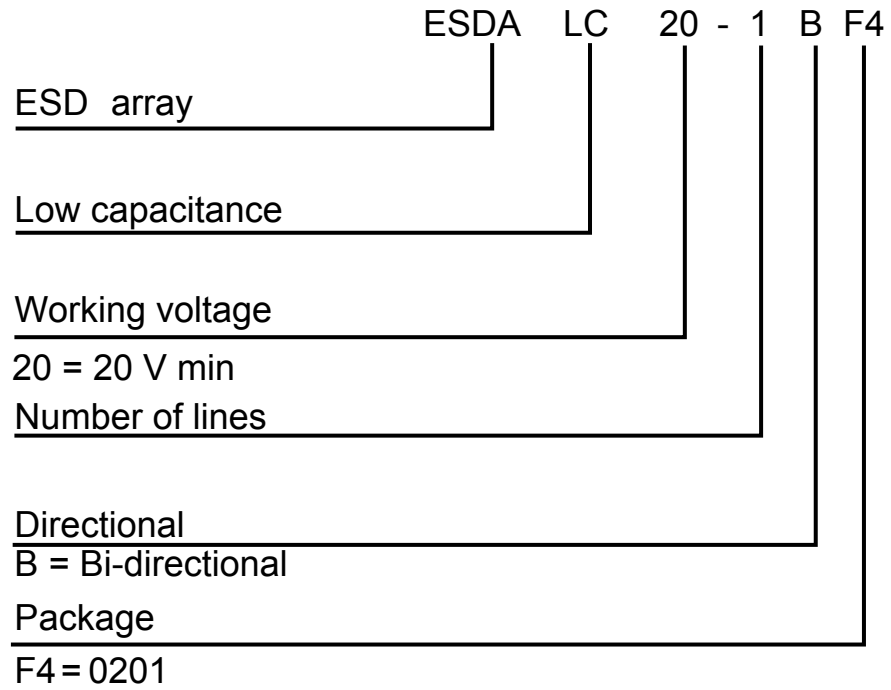 ESDA LC 20 - 1 B F4
ESD array
Low capacitance
Working voltage
20 = 20 V min
Number of lines
Directional
B = Bi-directional
Package
F4 = 0201